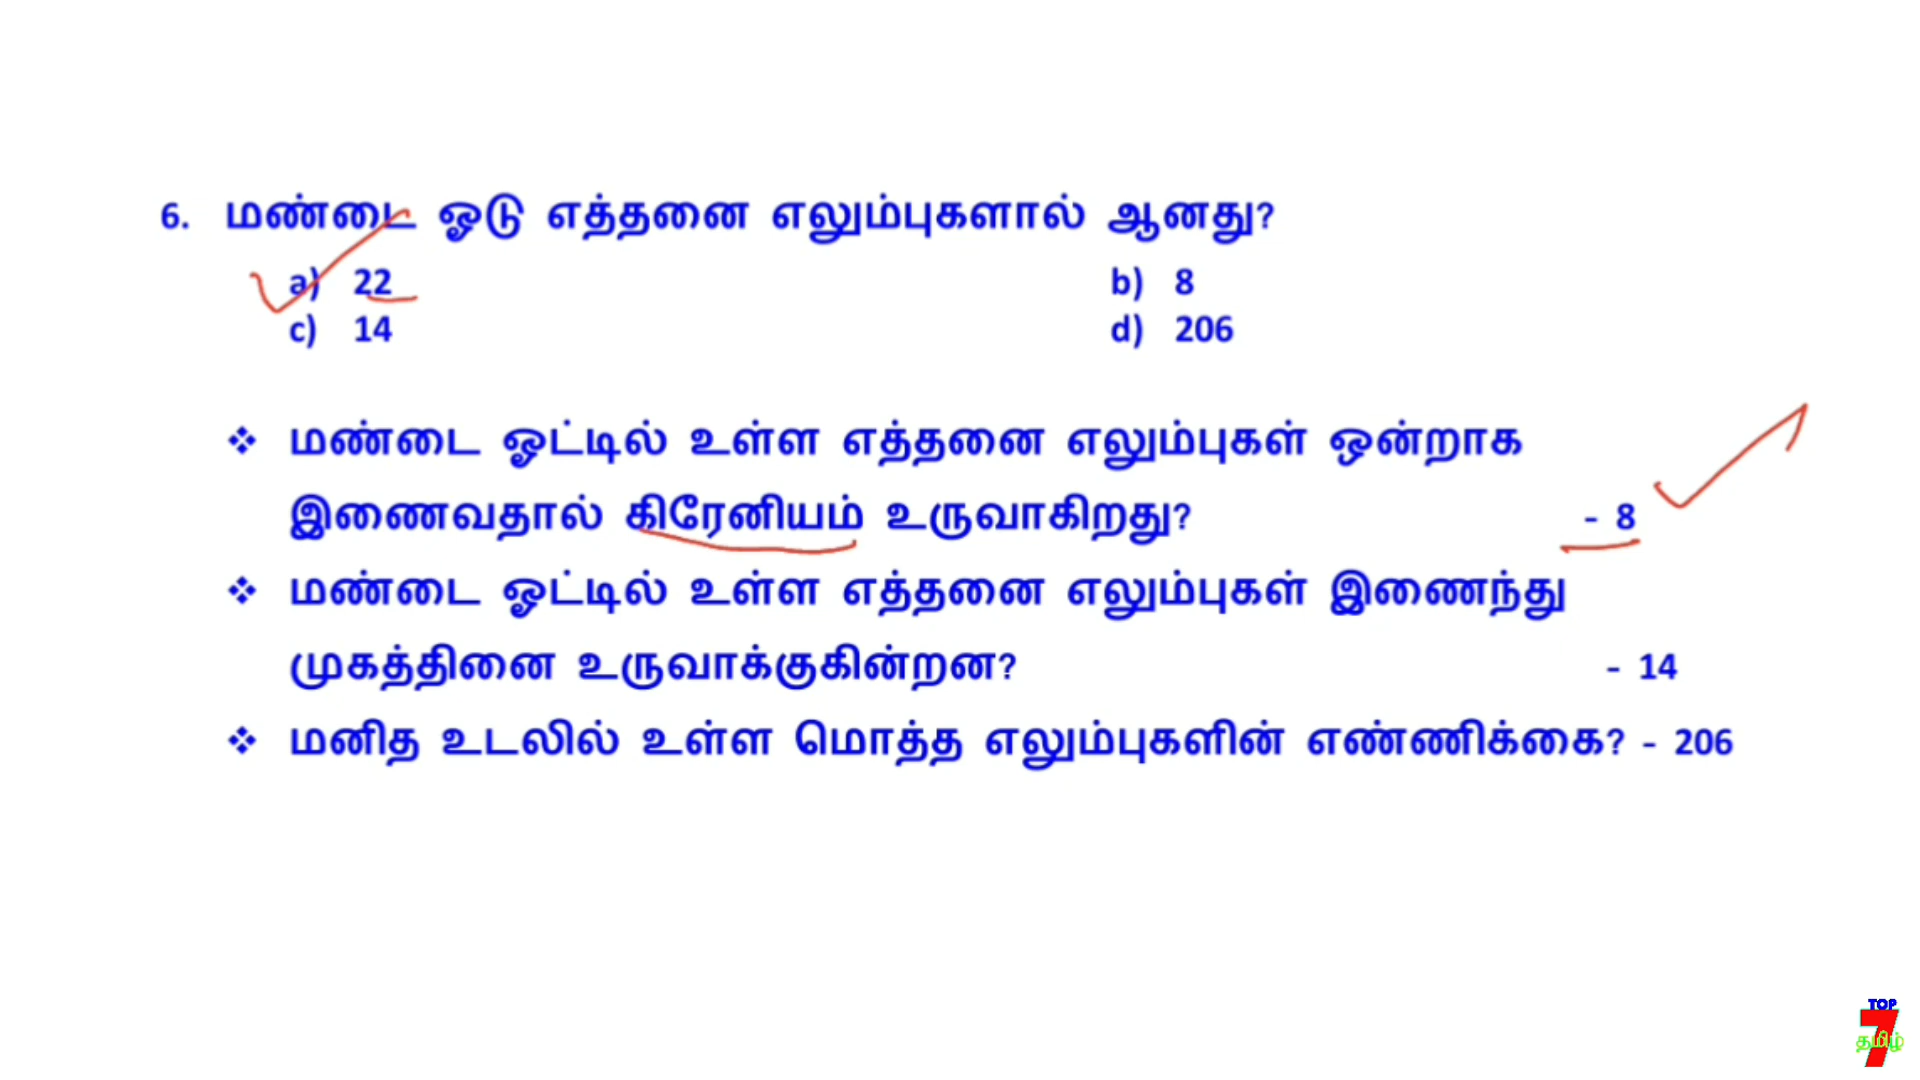 6. மண்டை ஓடு எத்தனை எலும்புகளால் ஆனது?
a) 22 b) 8
c) 14 d) 206
❖ மண்டை ஓட்டில் உள்ள எத்தனை எலும்புகள் ஒன்றாக
இணைவதால் கிரேனியம் உருவாகிறது? - 8
❖ மண்டை ஓட்டில் உள்ள எத்தனை எலும்புகள் இணைந்து
முகத்தினை உருவாக்குகின்றன? - 14
❖ மனித உடலில் உள்ள மொத்த எலும்புகளின் எண்ணிக்கை? - 206
TOP
7
தமிழ்